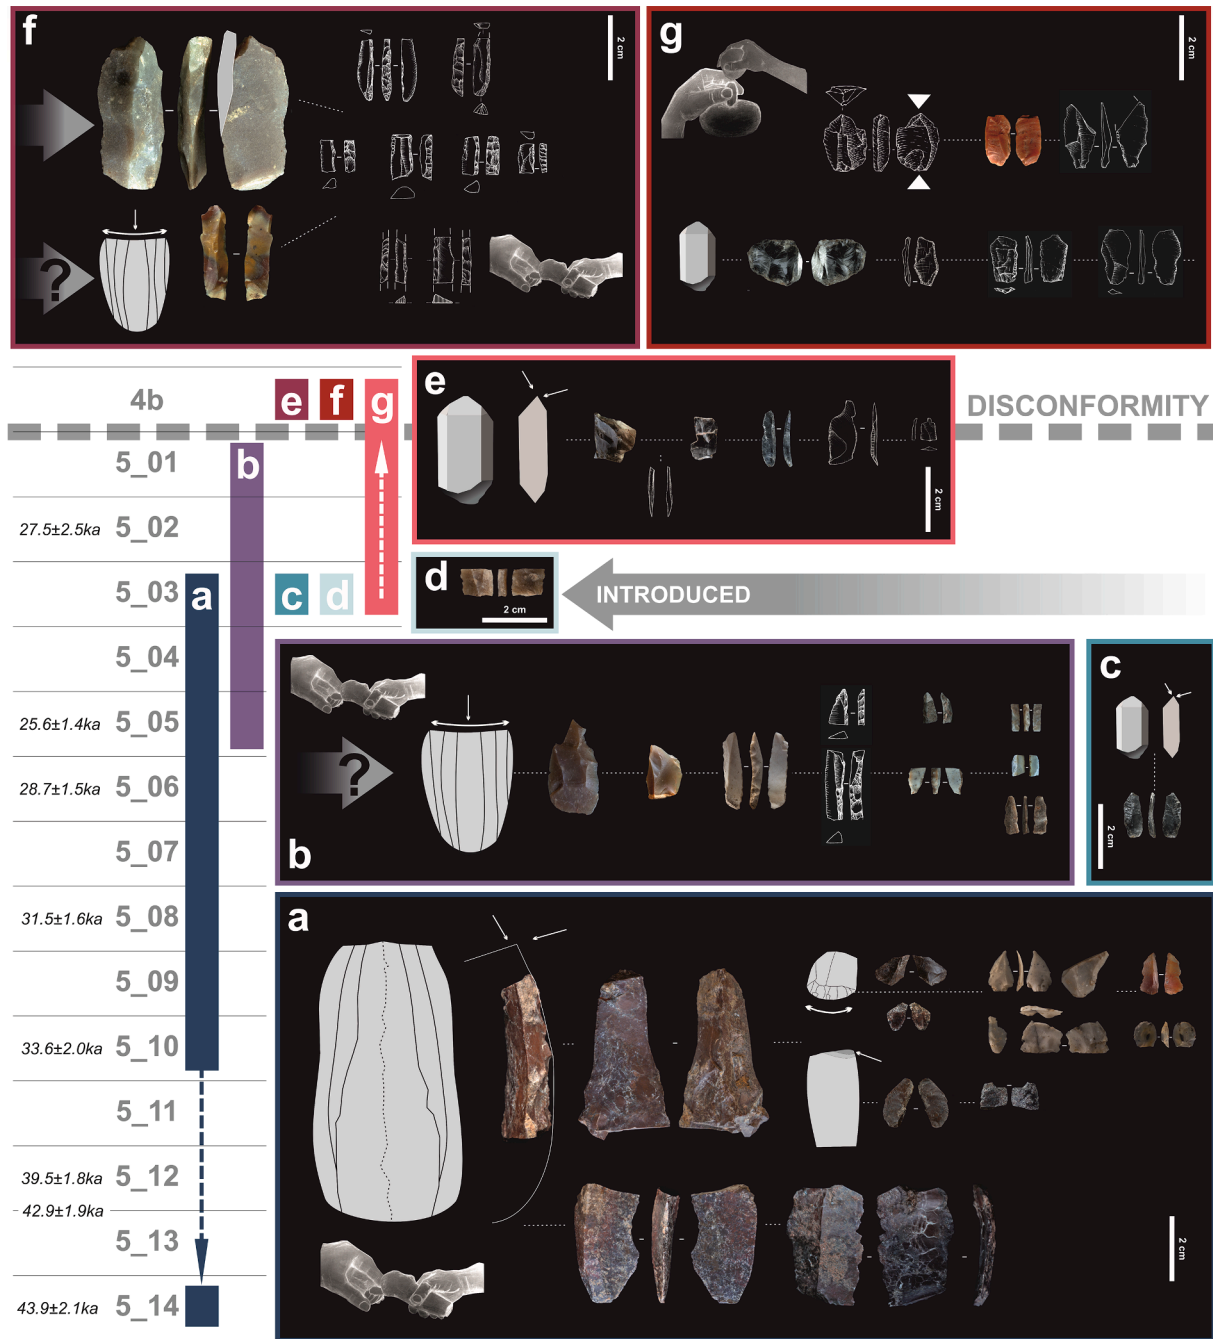 f
2 cm
?
g
2 cm
4b
e
f
g
DISCONFORMITY
e
2 cm
5_01
b
27.5±2.5ka 5_02
5_03
a
c
d
d
2 cm
INTRODUCED
5_04
25.6±1.4ka 5_05
28.7±1.5ka 5_06
5_07
?
b
c
2 cm
31.5±1.6ka 5_08
5_09
33.6±2.0ka 5_10
5_11
39.5±1.8ka 5_12
42.9±1.9ka
5_13
43.9±2.1ka 5_14
a
2 cm